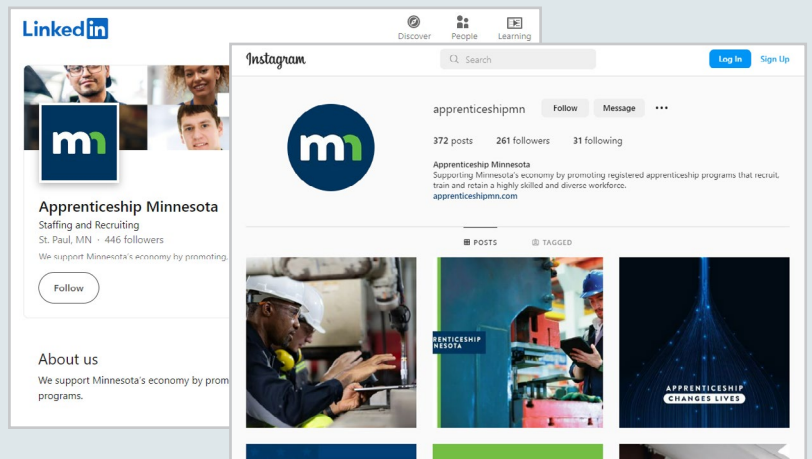 LinkedIn
Discover
People
Learning
mn
Apprenticeship Minnesota
Staffing and Recruiting
St. Paul, MN · 446 followers
We support Minnesota's economy by promoting.
Follow
About us
We support Minnesota's economy by prom
programs.
Instagram
Search
Log In
Sign Up
mn
apprenticeshipmn
Follow
Message
•••
372 posts 261 followers 31 following
Apprenticeship Minnesota
Supporting Minnesota's economy by promoting registered apprenticeship programs that recruit,
train and retain a highly skilled and diverse workforce.
apprenticeshipmn.com
POSTS
TAGGED
RENTICESHIP
NESOTA
APPRENTICESHIP
CHANGES LIVES